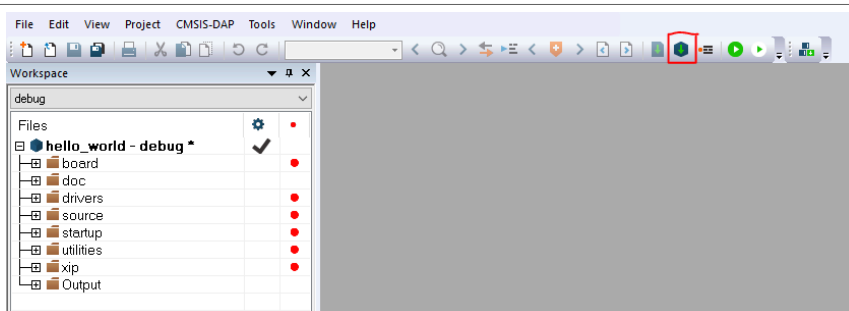 File Edit View Project CMSIS-DAP Tools Window Help
Workspace
debug
Files
hello_world - debug *
board
doc
drivers
source
startup
utilities
xip
Output